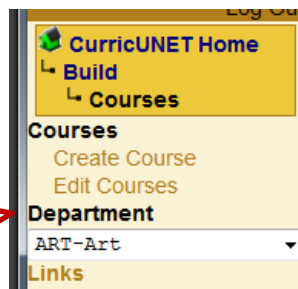 CurricUNET Home
Build
Courses
Courses
Create Course
Edit Courses
Department
ART-Art
Links